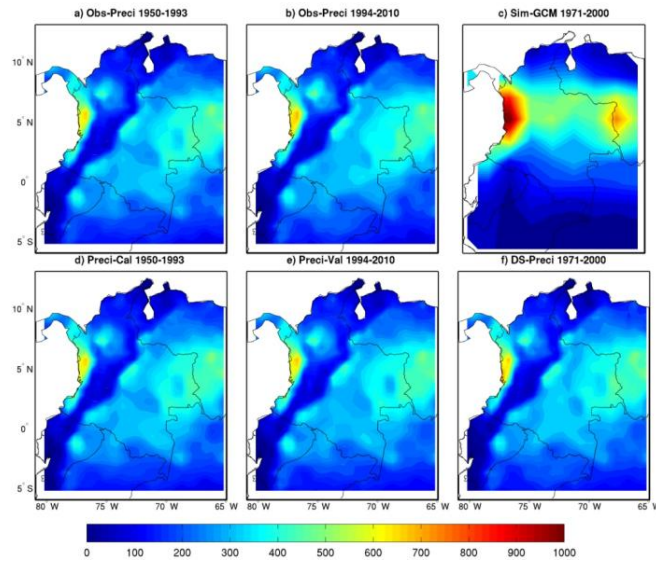 a) Obs-Preci 1950-1993
b) Obs-Preci 1994-2010
c) Sim-GCM 1971-2000
10° N
5° N
0°
5° S
d) Preci-Cal 1950-1993
e) Preci-Val 1994-2010
f) DS-Preci 1971-2000
10° N
5° N
0°
5° S
80° W 75° W 70° W 65° W 80° W 75° W 70° W 65° W 80° W 75° W 70° W 65° W
0 100 200 300 400 500 600 700 800 900 1000